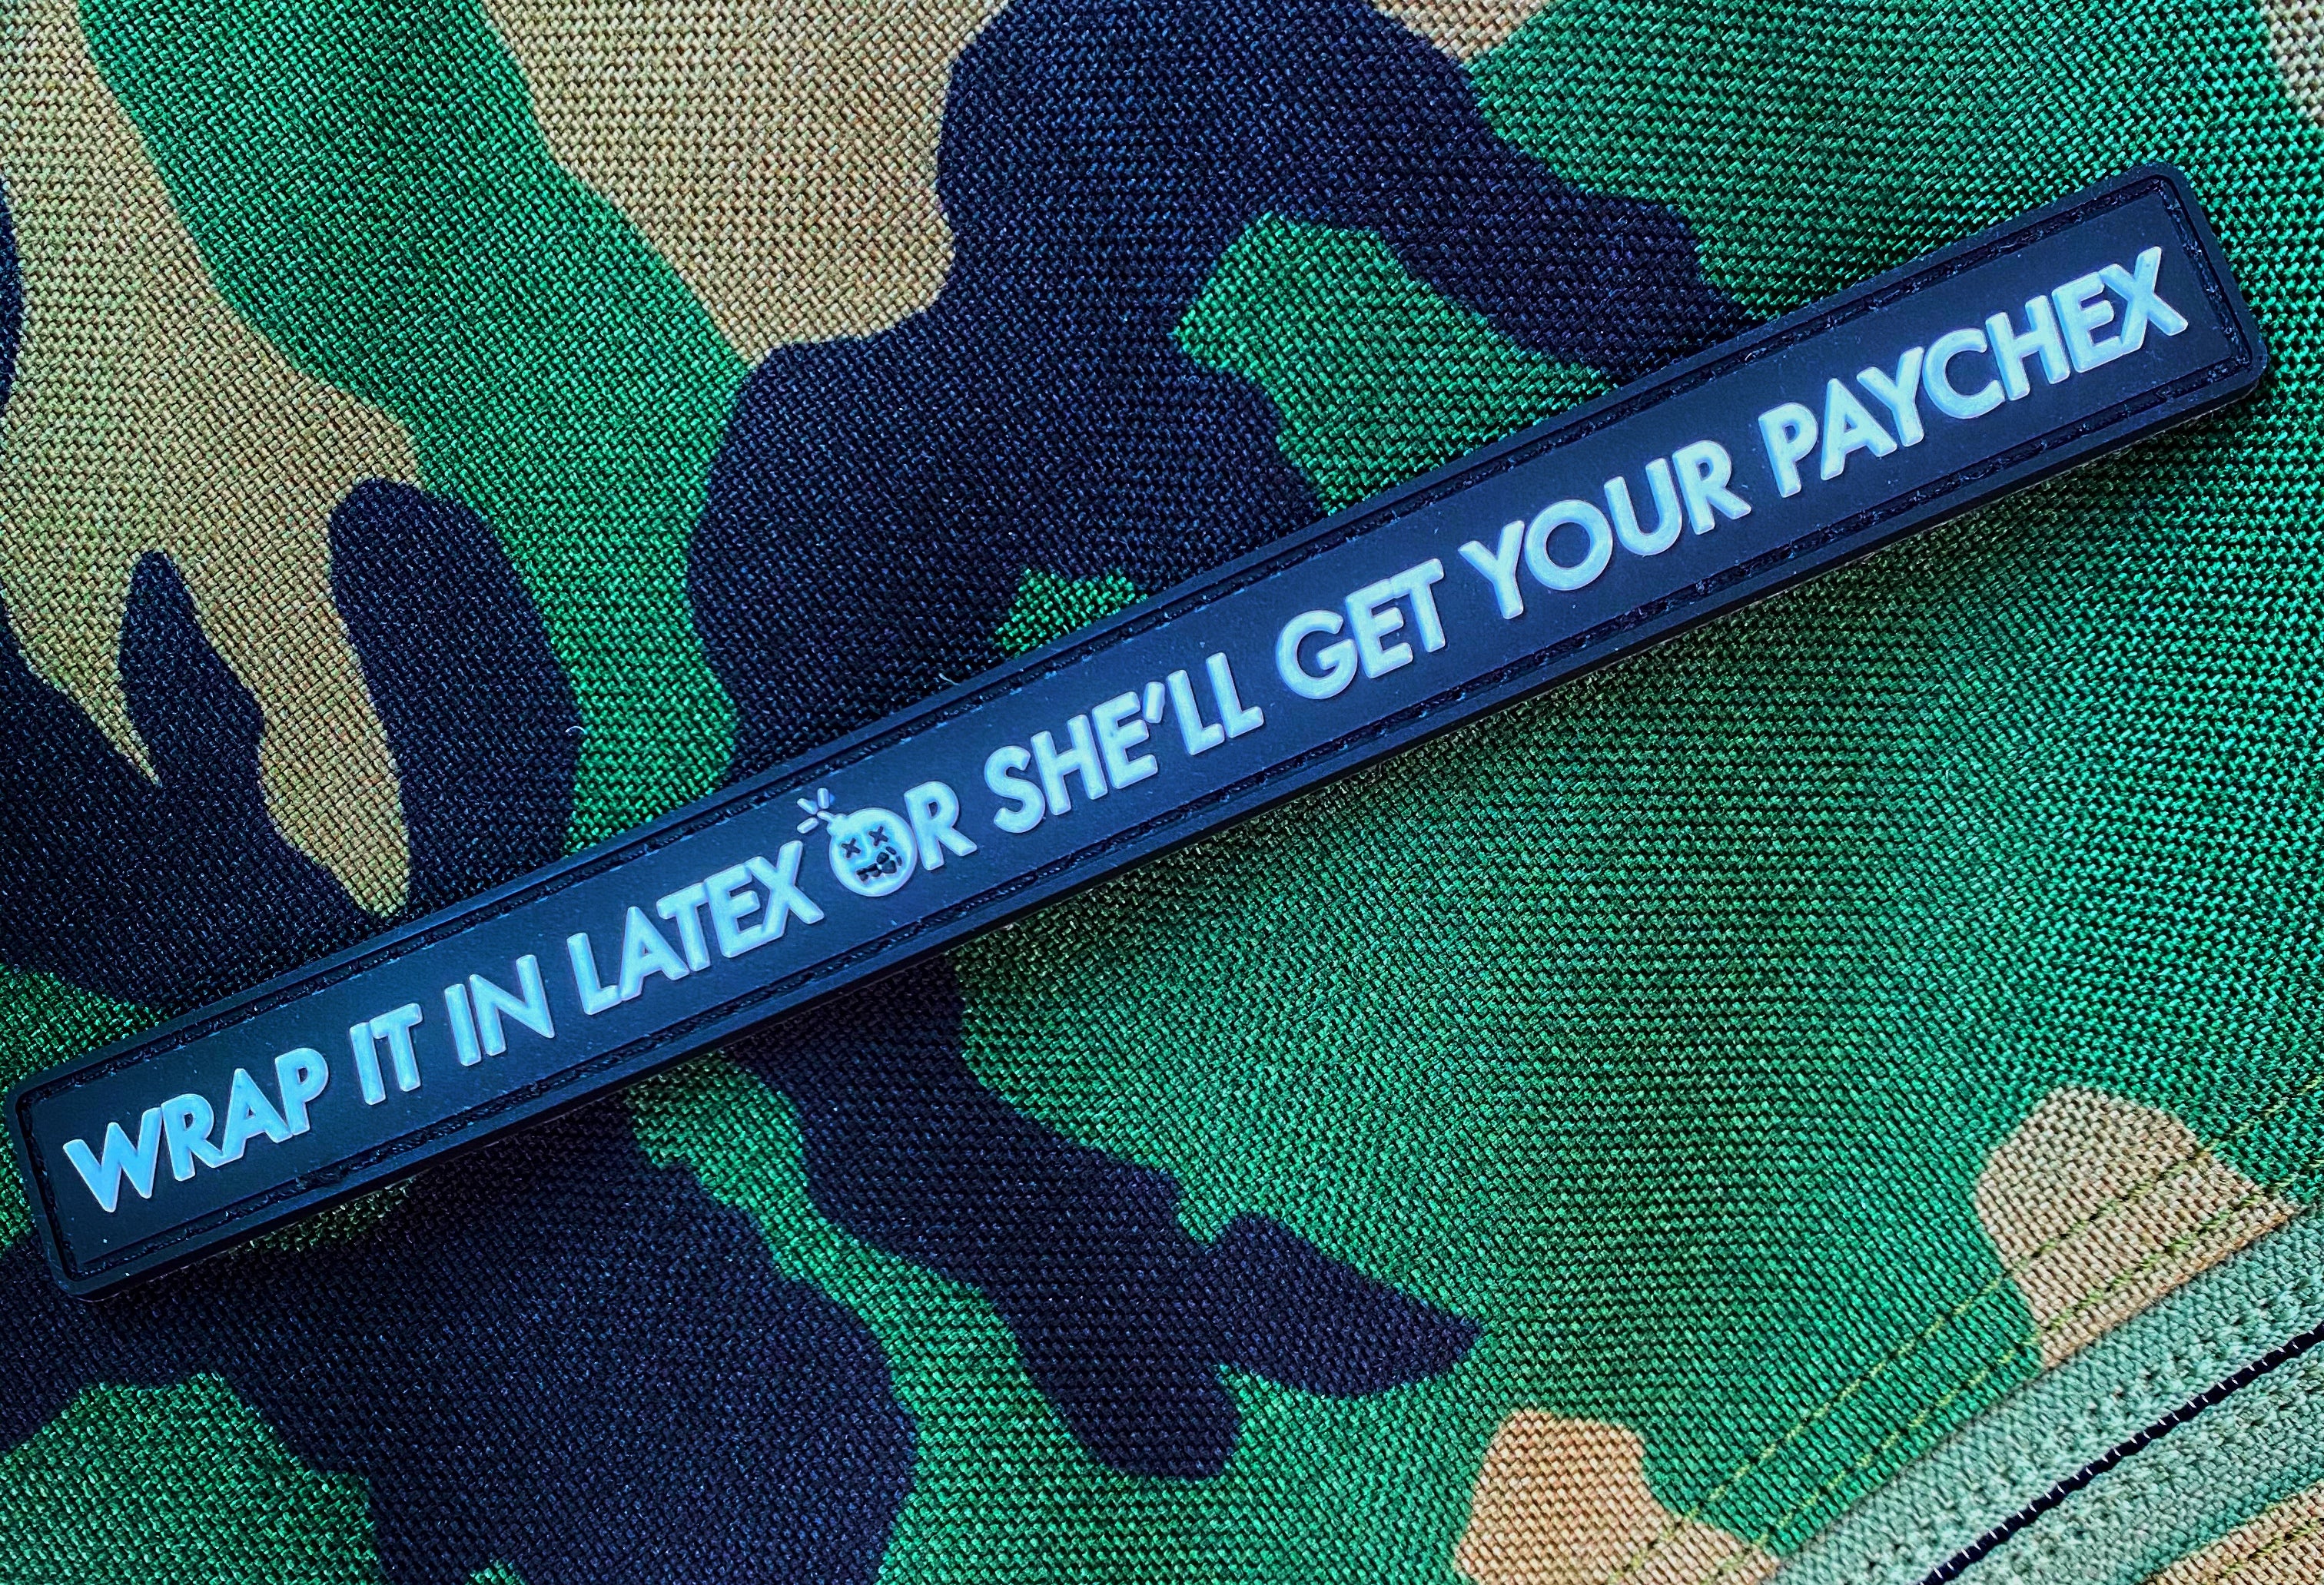 WRAP IT IN LATEX OR SHE'LL GET YOUR PAYCHEX